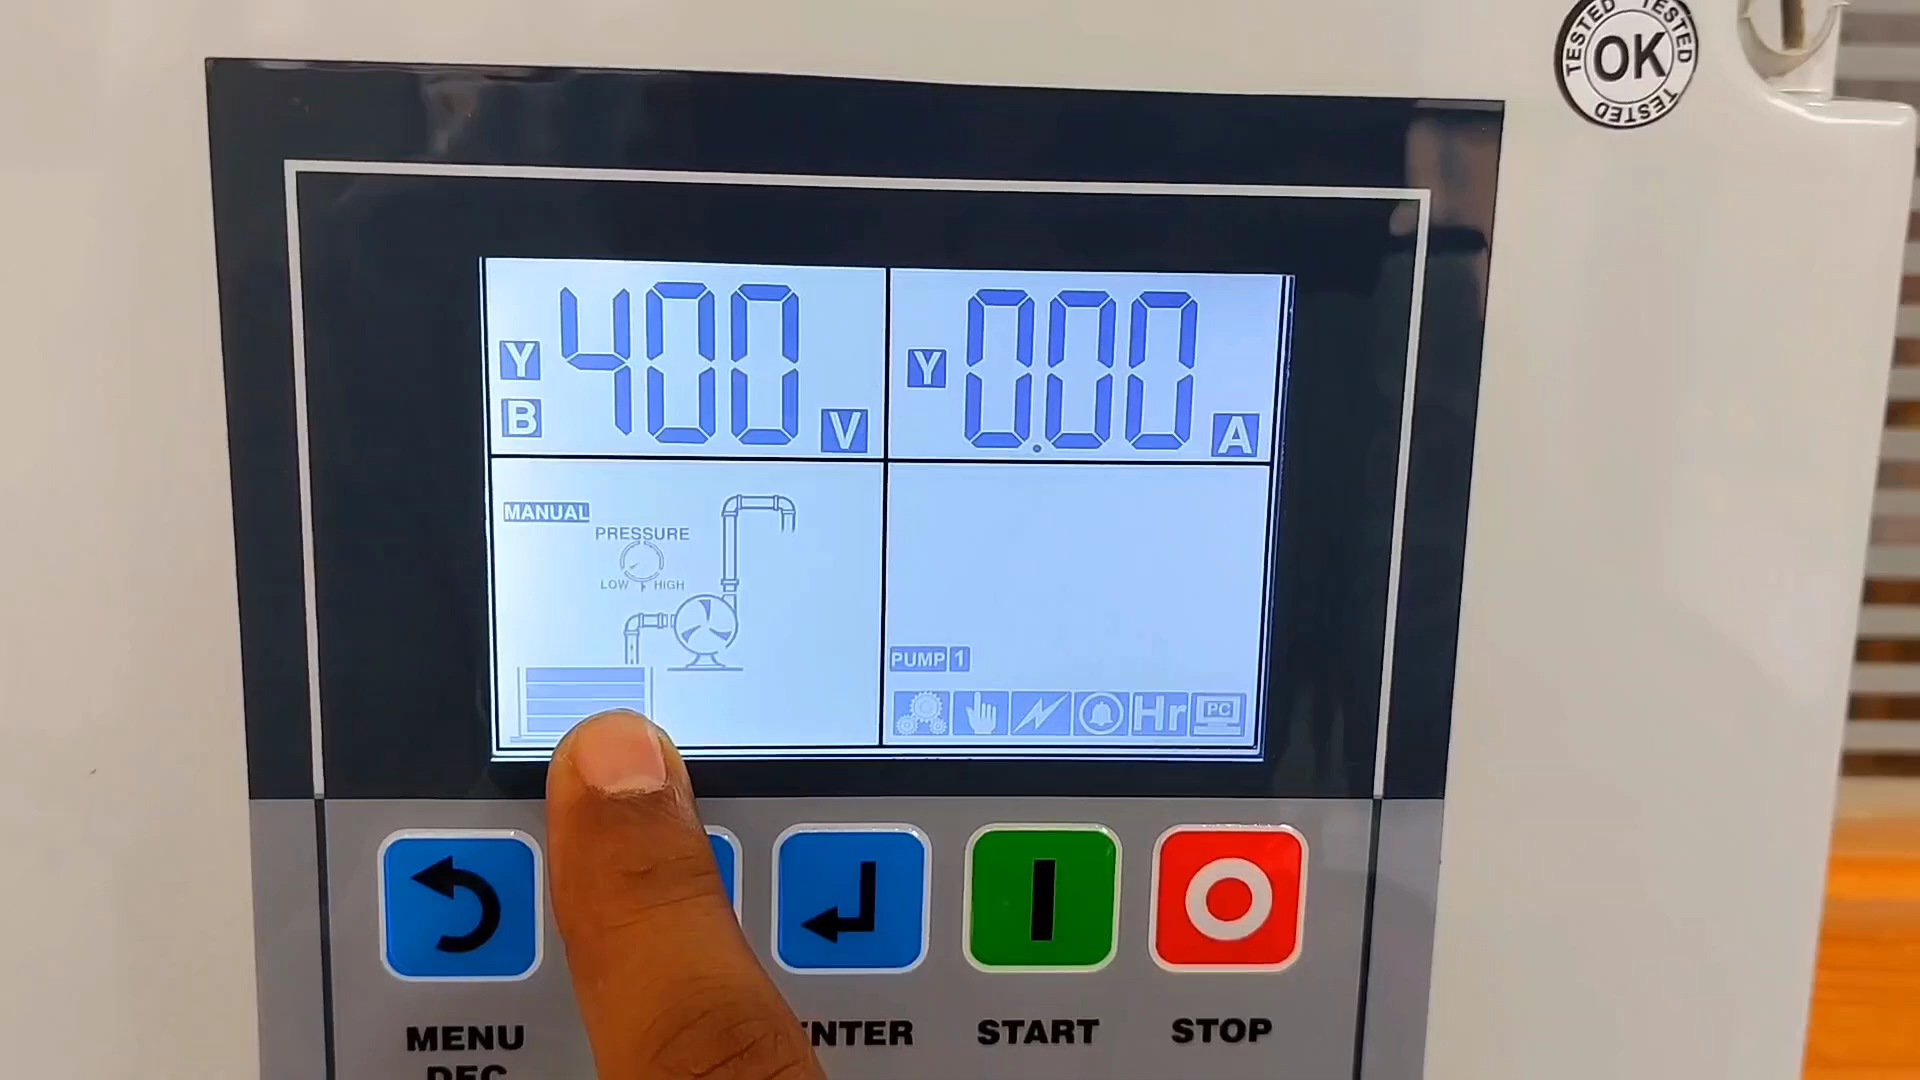 TESTED TESTED TESTED
OK
Y 400
B V
Y 0.00 A
MANUAL
PRESSURE
LOW HIGH
PUMP 1
Hr PC
MENU NTER START STOP
DEC